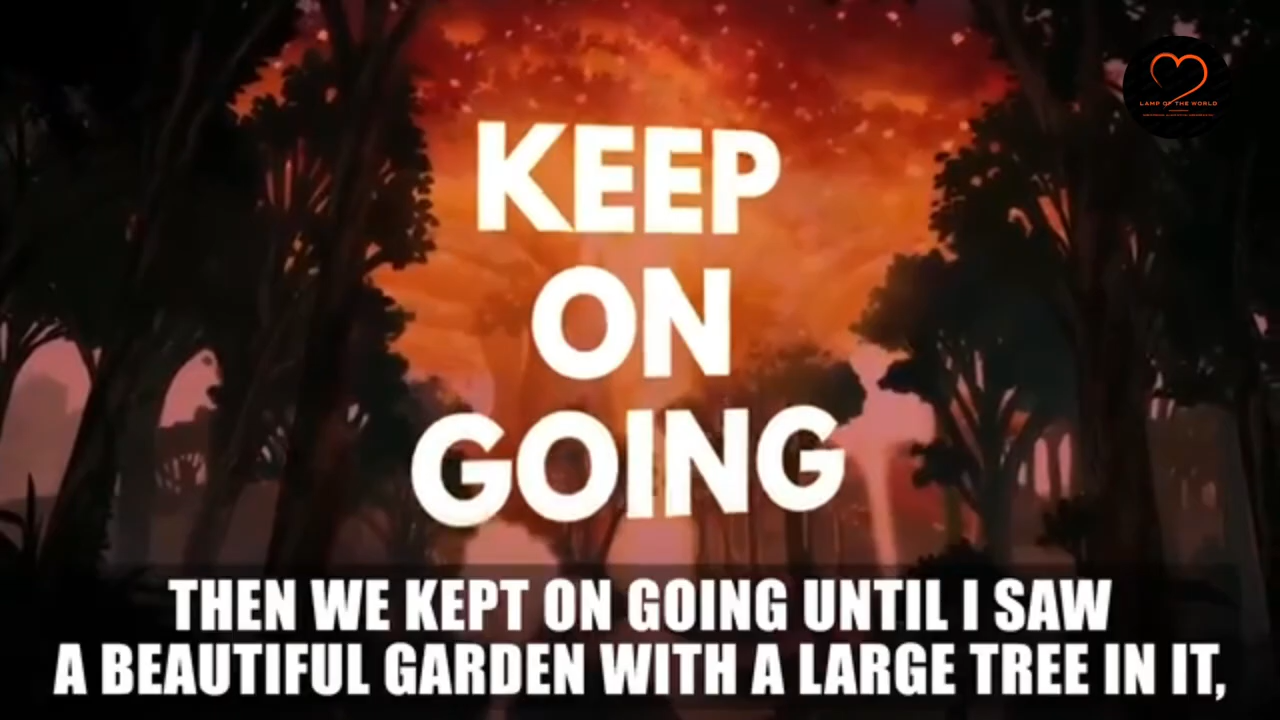 LAMP OF THE WORLD
KEEP
ON
GOING
THEN WE KEPT ON GOING UNTIL I SAW
A BEAUTIFUL GARDEN WITH A LARGE TREE IN IT,